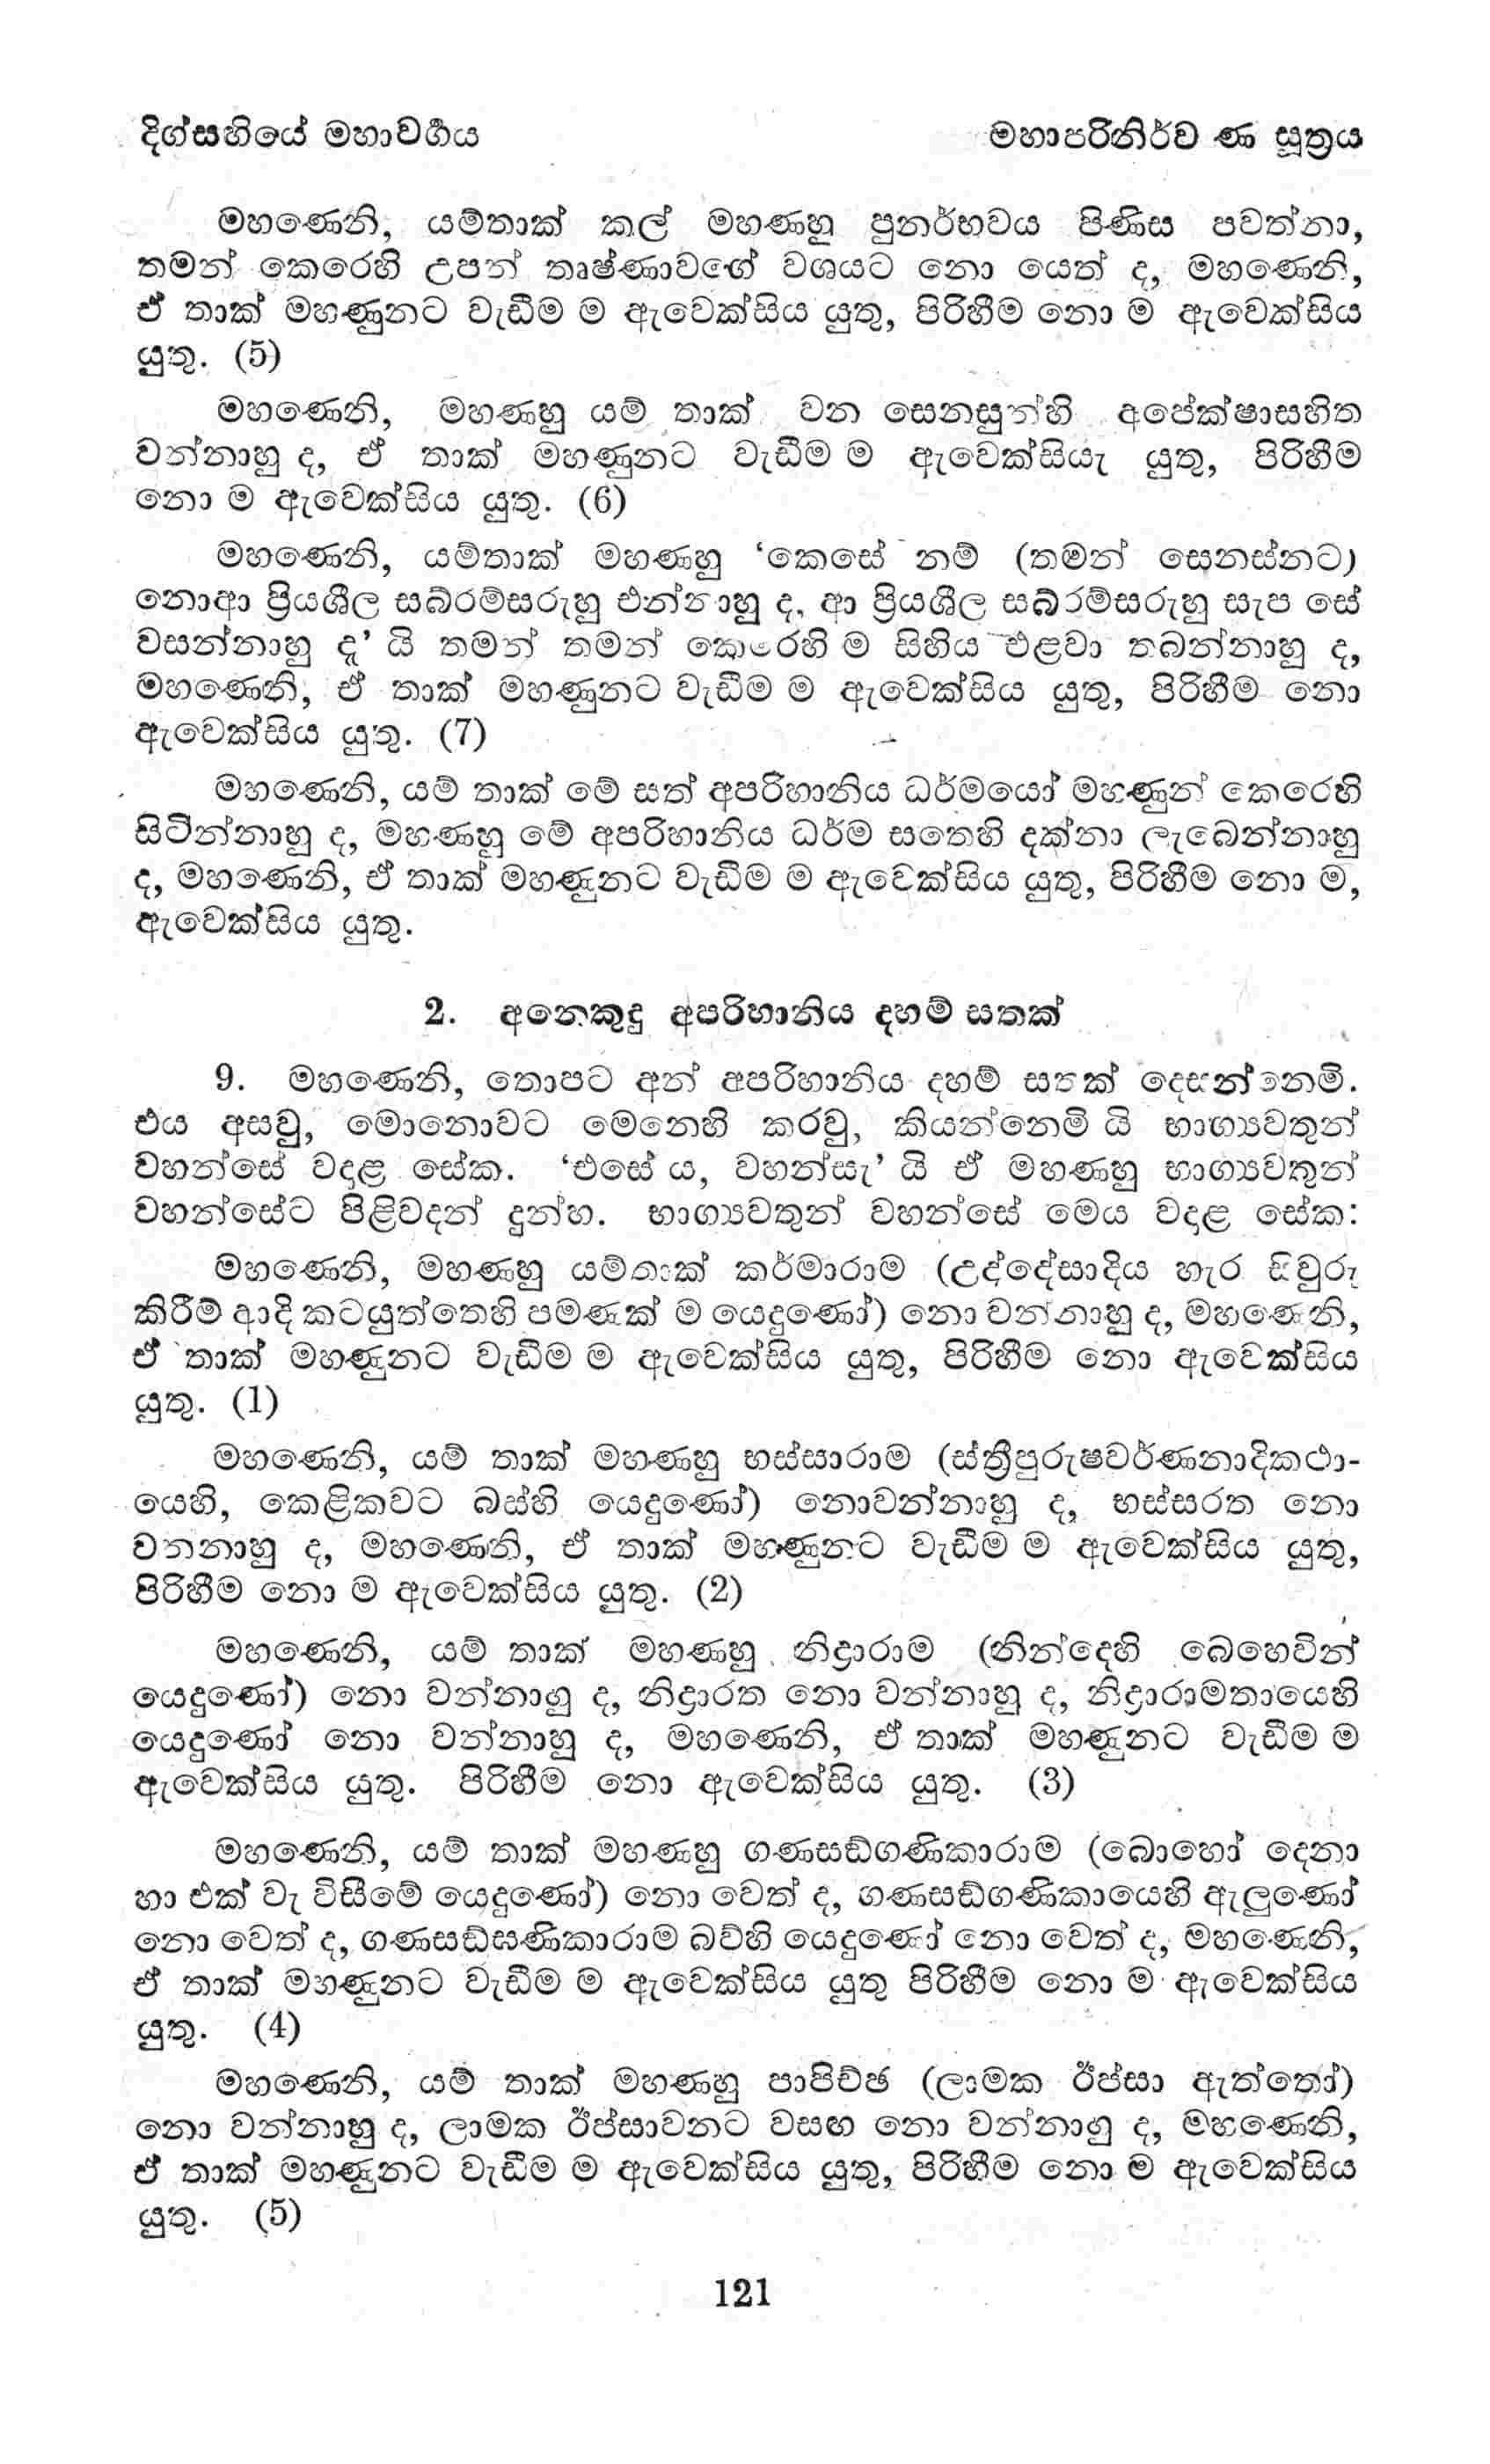 දිග්සඟියේ මහාවර්‍ගය
මහාපරිනිර්ව ණ සූත්‍රය
මහණෙනි, යම්තාක් කල් මහණහු පුනර්භවය පිණිස පවත්නා,
තමන් කෙරෙහි උපන් තෘෂ්ණාවගේ වශයට නො යෙත් ද, මහණෙනි,
ඒ තාක් මහණුනට වැඩීම ම ඇවෙක්සිය යුතු, පිරිහීම නො ම ඇවෙක්සිය
යුතු. (5)
මහණෙනි, මහණහු යම් තාක් වන සෙනසුන්හි අපේක්ෂාසහිත
වන්නාහු ද, ඒ තාක් මහණුනට වැඩීම ම ඇවෙක්සියැ යුතු, පිරිහීම
නො ම ඇවෙක්සිය යුතු. (6)
මහණෙනි, යම්තාක් මහණහු ‘කෙසේ නම් (තමන් සෙනස්නට)
නොආ ප්‍රියශීල සබ්රම්සරුහු එන්නාහු ද, ආ ප්‍රියශීල සබ්රම්සරුහු සැප සේ
වසන්නාහු දැ’ යි තමන් තමන් කෙරෙහි ම සිහිය එළවා තබන්නාහු ද,
මහණෙනි, ඒ තාක් මහණුනට වැඩීම ම ඇවෙක්සිය යුතු, පිරිහීම නො
ඇවෙක්සිය යුතු. (7)
මහණෙනි, යම් තාක් මේ සත් අපරිහානිය ධර්මයෝ මහණුන් කෙරෙහි
සිටින්නාහු ද, මහණහු මේ අපරිහානිය ධර්ම සතෙහි දක්නා ලැබෙන්නාහු
ද, මහණෙනි, ඒ තාක් මහණුනට වැඩීම ම ඇවෙක්සිය යුතු, පිරිහීම නො ම,
ඇවෙක්සිය යුතු.
2. අනෙකුදු අපරිහානිය දහම් සතක්
9. මහණෙනි, තොපට අන් අපරිහානිය දහම් සතක් දෙසන්නෙමි.
එය අසවු, මොනොවට මෙනෙහි කරවු, කියන්නෙමි යි භාග්‍යවතුන්
වහන්සේ වදාළ සේක. ‘එසේ ය, වහන්සැ’ යි ඒ මහණහු භාග්‍යවතුන්
වහන්සේට පිළිවදන් දුන්හ. භාග්‍යවතුන් වහන්සේ මෙය වදාළ සේක:
මහණෙනි, මහණහු යම්තාක් කර්මාරාම (උද්දේසාදිය හැර සිවුරු
කිරීම් ආදි කටයුත්තෙහි පමණක් ම යෙදුණෝ) නො වන්නාහු ද, මහණෙනි,
ඒ තාක් මහණුනට වැඩීම ම ඇවෙක්සිය යුතු, පිරිහීම නො ඇවෙක්සිය
යුතු. (1)
මහණෙනි, යම් තාක් මහණහු භස්සාරාම (ස්ත්‍රීපුරුෂවර්ණනාදිකථා-
යෙහි, කෙළිකවට බස්හි යෙදුණෝ) නොවන්නාහු ද, භස්සරත නො
වනනාහු ද, මහණෙනි, ඒ තාක් මහණුනට වැඩීම ම ඇවෙක්සිය යුතු,
පිරිහීම නො ම ඇවෙක්සිය යුතු. (2)
මහණෙනි, යම් තාක් මහණහු නිද්‍රාරාම (නින්දෙහි බෙහෙවින්
යෙදුණෝ) නො වන්නාහු ද, නිද්‍රාරත නො වන්නාහු ද, නිද්‍රාරාමතායෙහි
යෙදුණෝ නො වන්නාහු ද, මහණෙනි, ඒ තාක් මහණුනට වැඩීම ම
ඇවෙක්සිය යුතු. පිරිහීම නො ඇවෙක්සිය යුතු. (3)
මහණෙනි, යම් තාක් මහණහු ගණසඬ්ගණිකාරාම (බොහෝ දෙනා
හා එක් වැ විසීමේ යෙදුණෝ) නො වෙත් ද, ගණසඬ්ගණිකායෙහි ඇලුණෝ
නො වෙත් ද, ගණසඬ්ඝණිකාරාම බව්හි යෙදුණෝ නො වෙත් ද, මහණෙනි,
ඒ තාක් මහණුනට වැඩීම ම ඇවෙක්සිය යුතු පිරිහීම නො ම ඇවෙක්සිය
යුතු. (4)
මහණෙනි, යම් තාක් මහණහු පාපිච්ඡ (ලාමක ඊප්සා ඇත්තෝ)
නො වන්නාහු ද, ලාමක ඊප්සාවනට වසඟ නො වන්නාහු ද, මහණෙනි,
ඒ තාක් මහණුනට වැඩීම ම ඇවෙක්සිය යුතු, පිරිහීම නො ම ඇවෙක්සිය
යුතු. (5)
121